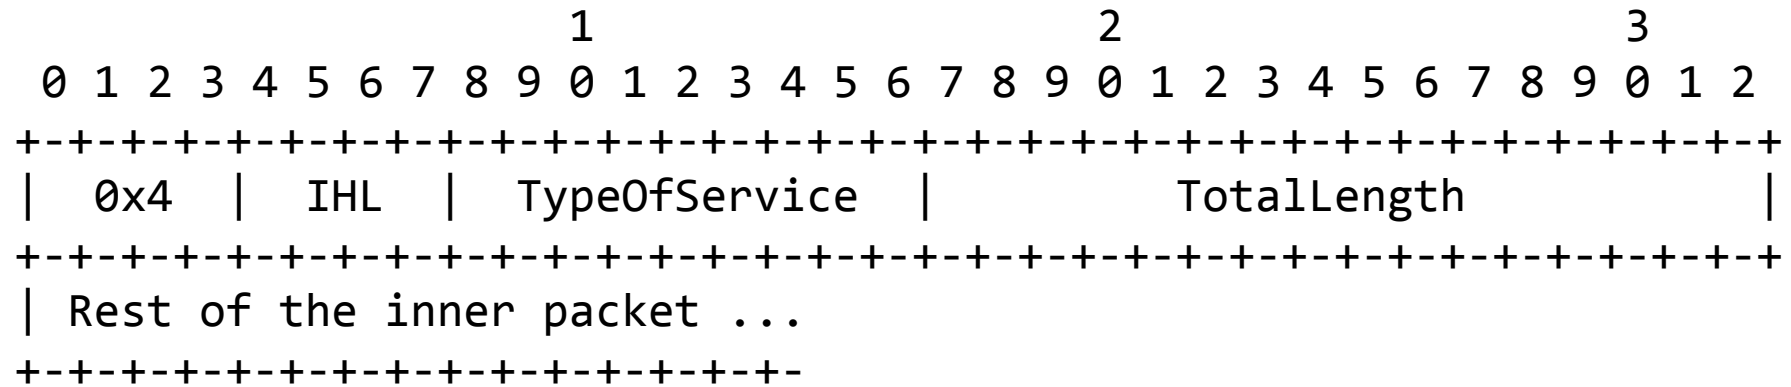 1                   2                   3
 0 1 2 3 4 5 6 7 8 9 0 1 2 3 4 5 6 7 8 9 0 1 2 3 4 5 6 7 8 9 0 1 2
+-+-+-+-+-+-+-+-+-+-+-+-+-+-+-+-+-+-+-+-+-+-+-+-+-+-+-+-+-+-+-+-+-+
|  0x4  |  IHL  |  TypeOfService  |         TotalLength           |
+-+-+-+-+-+-+-+-+-+-+-+-+-+-+-+-+-+-+-+-+-+-+-+-+-+-+-+-+-+-+-+-+-+
| Rest of the inner packet ...
+-+-+-+-+-+-+-+-+-+-+-+-+-+-+-